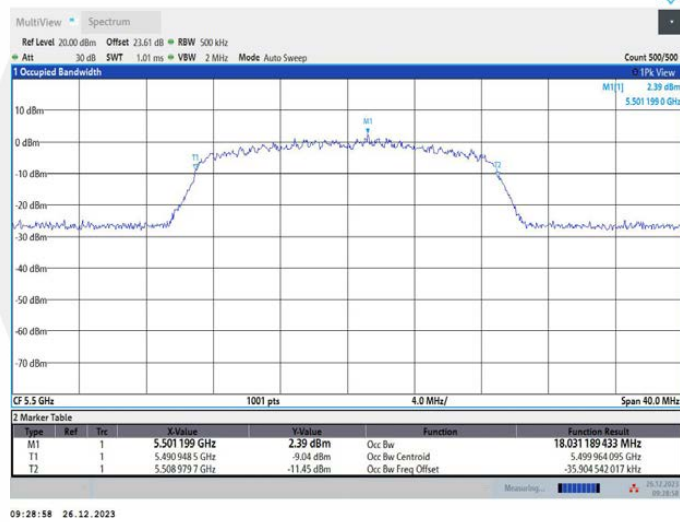 MultiView Spectrum
Ref Level 20.00 dBm Offset 23.61 dB RBW 500 kHz
Att 30 dB SWT 1.01 ms VBW 2 MHz Mode Auto Sweep Count 500/500
1 Occupied Bandwidth 1Pk View
M1[1] 2.39 dBm
5.501 199 0 GHz
10 dBm
M1
0 dBm
T1
T2
-10 dBm
-20 dBm
-30 dBm
-40 dBm
-50 dBm
-60 dBm
-70 dBm
CF 5.5 GHz 1001 pts 4.0 MHz/ Span 40.0 MHz
2 Marker Table
Type Ref Trc X-Value Y-Value Function Function Result
M1 1 5.501 199 GHz 2.39 dBm Occ Bw 18.031 189 433 MHz
T1 1 5.490 948 5 GHz -9.04 dBm Occ Bw Centroid 5.499 964 095 GHz
T2 1 5.508 979 7 GHz -11.45 dBm Occ Bw Freq Offset -35.904 542 017 kHz
Measuring... 26.12.2023
09:28:58
09:28:58 26.12.2023